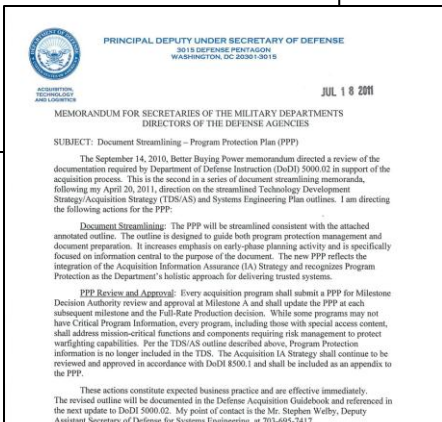 PRINCIPAL DEPUTY UNDER SECRETARY OF DEFENSE
3015 DEFENSE PENTAGON
WASHINGTON, DC 20301-3015
ACQUISITION,
TECHNOLOGY
AND LOGISTICS
JUL 18 2011
MEMORANDUM FOR SECRETARIES OF THE MILITARY DEPARTMENTS
DIRECTORS OF THE DEFENSE AGENCIES
SUBJECT: Document Streamlining – Program Protection Plan (PPP)
The September 14, 2010, Better Buying Power memorandum directed a review of the
documentation required by Department of Defense Instruction (DoDI) 5000.02 in support of the
acquisition process. This is the second in a series of document streamlining memoranda,
following my April 20, 2011, direction on the streamlined Technology Development
Strategy/Acquisition Strategy (TDS/AS) and Systems Engineering Plan outlines. I am directing
the following actions for the PPP:
Document Streamlining: The PPP will be streamlined consistent with the attached
annotated outline. The outline is designed to guide both program protection management and
document preparation. It increases emphasis on early-phase planning activity and is specifically
focused on information central to the purpose of the document. The new PPP reflects the
integration of the Acquisition Information Assurance (IA) Strategy and recognizes Program
Protection as the Department's holistic approach for delivering trusted systems.
PPP Review and Approval: Every acquisition program shall submit a PPP for Milestone
Decision Authority review and approval at Milestone A and shall update the PPP at each
subsequent milestone and the Full-Rate Production decision. While some programs may not
have Critical Program Information, every program, including those with special access content,
shall address mission-critical functions and components requiring risk management to protect
warfighting capabilities. Per the TDS/AS outline described above, Program Protection
information is no longer included in the TDS. The Acquisition IA Strategy shall continue to be
reviewed and approved in accordance with DoDI 8500.1 and shall be included as an appendix to
the PPP.
These actions constitute expected business practice and are effective immediately.
The revised outline will be documented in the Defense Acquisition Guidebook and referenced in
the next update to DoDI 5000.02. My point of contact is the Mr. Stephen Welby, Deputy
Assistant Secretary of Defense for Systems Engineering, at 703-695-7417.